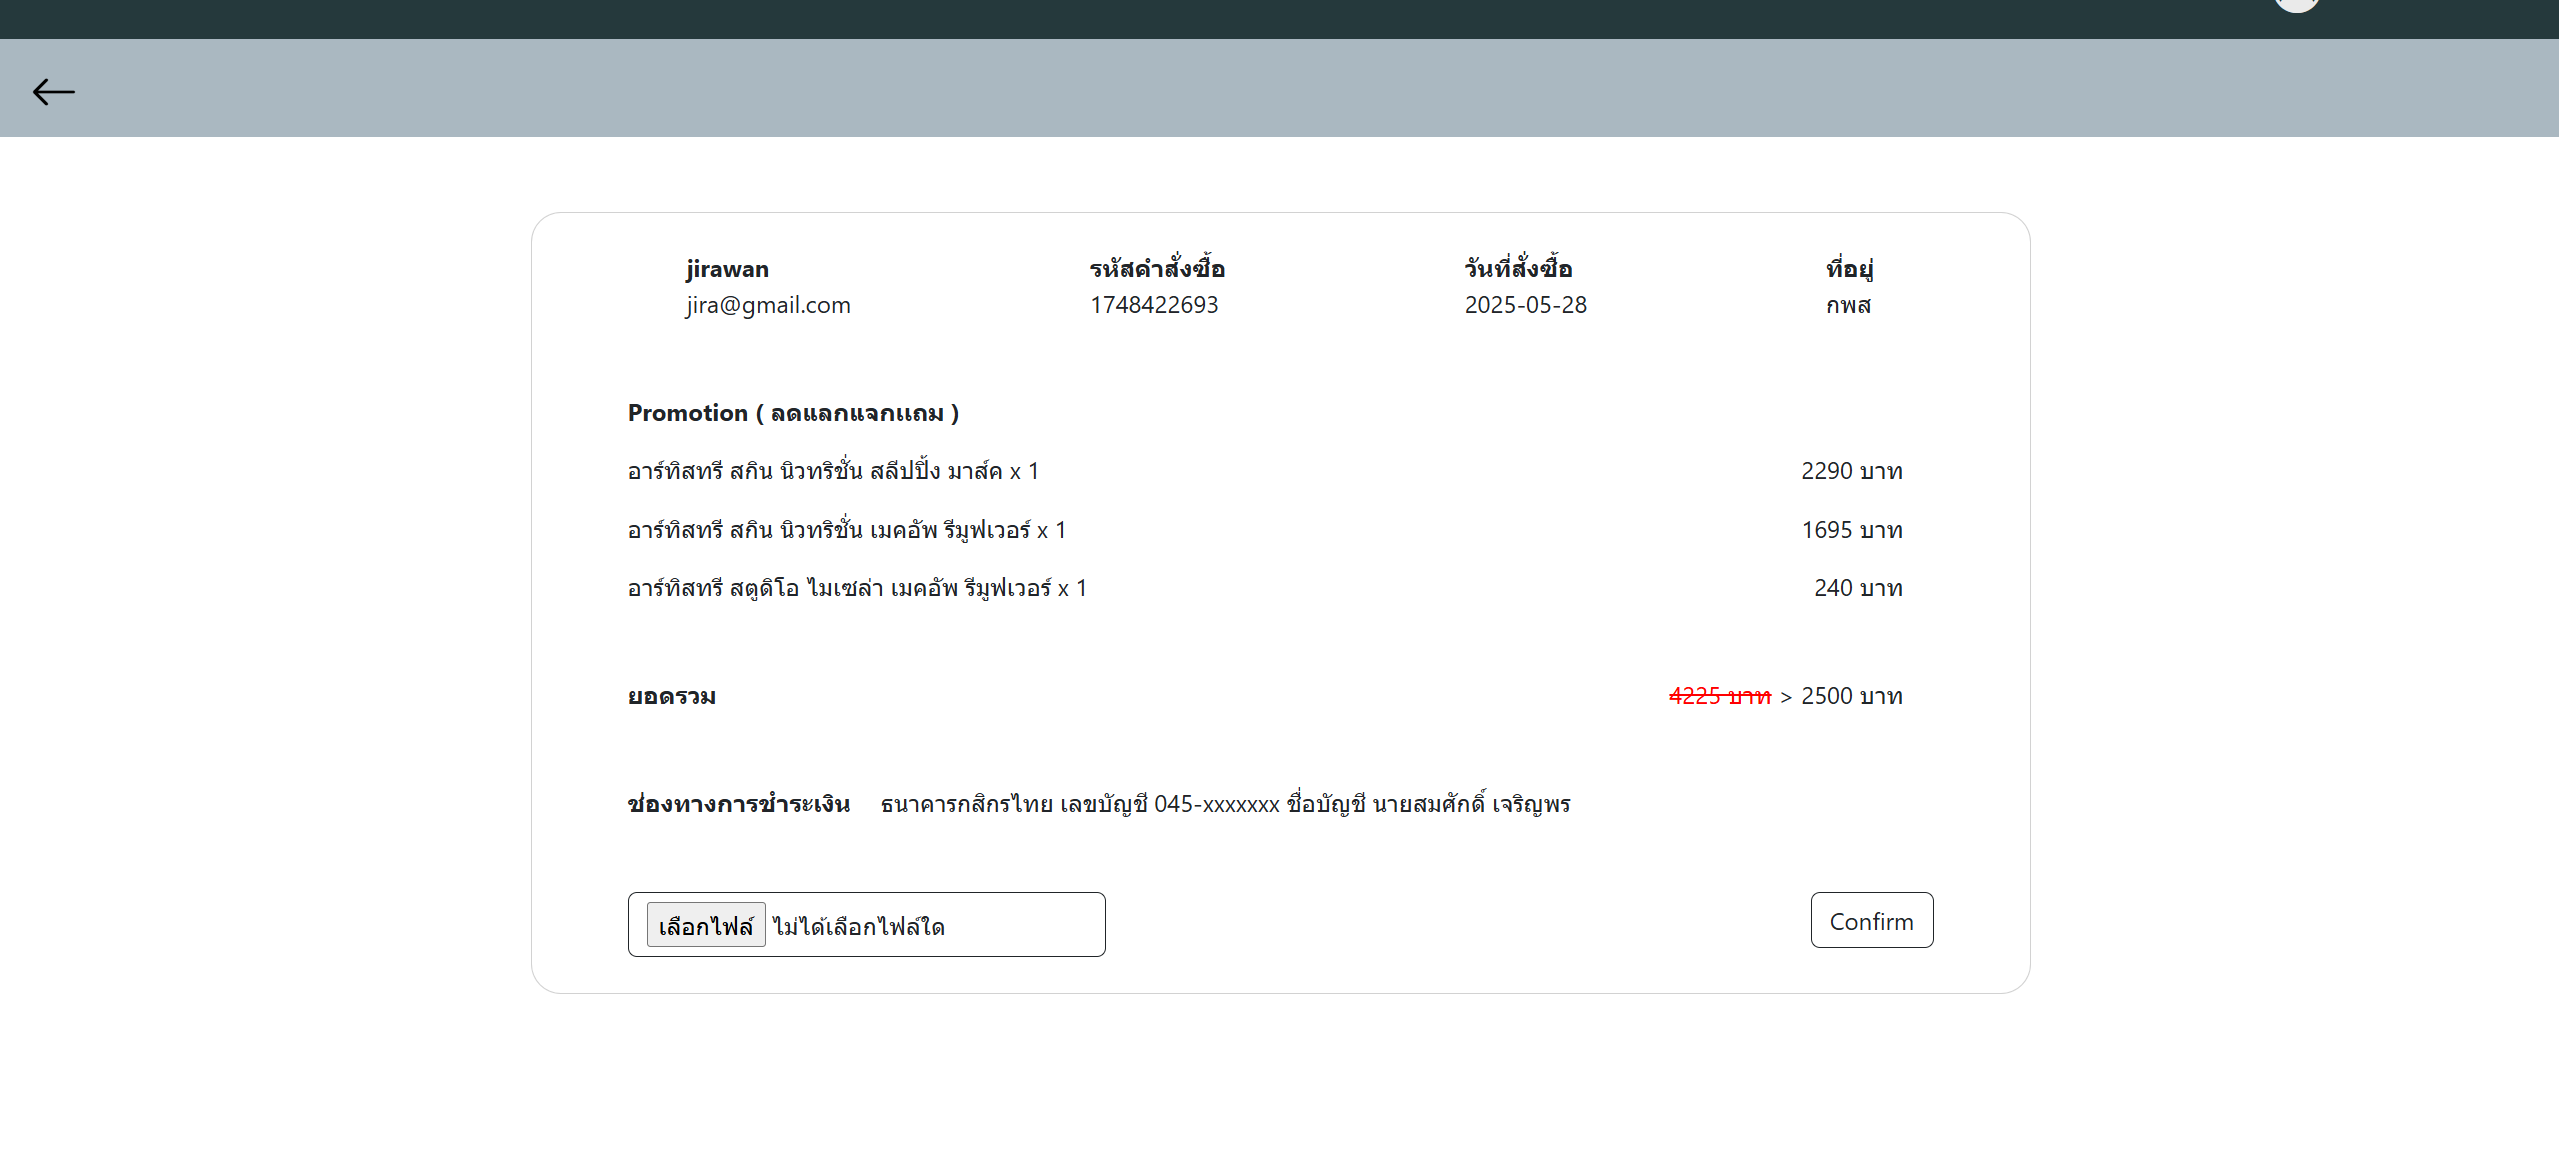 jirawan รหัสคำสั่งซื้อ วันที่สั่งซื้อ ที่อยู่
jira@gmail.com 1748422693 2025-05-28 กพส
Promotion ( ลดแลกแจกแถม )
อาร์ทิสทรี สกิน นิวทริชั่น สลีปปิ้ง มาส์ค x 1 2290 บาท
อาร์ทิสทรี สกิน นิวทริชั่น เมคอัพ รีมูฟเวอร์ x 1 1695 บาท
อาร์ทิสทรี สตูดิโอ ไมเซล่า เมคอัพ รีมูฟเวอร์ x 1 240 บาท
ยอดรวม 4225 บาท > 2500 บาท
ช่องทางการชำระเงิน ธนาคารกสิกรไทย เลขบัญชี 045-xxxxxxx ชื่อบัญชี นายสมศักดิ์ เจริญพร
เลือกไฟล์ ไม่ได้เลือกไฟล์ใด Confirm